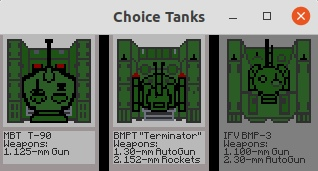 Choice Tanks
MBT T-90
Weapons:
1.125-mm Gun
BMPT "Terminator"
Weapons:
1.30-mm AutoGun
2.152-mm Rockets
IFV BMP-3
Weapons:
1.100-mm Gun
2.30-mm AutoGun